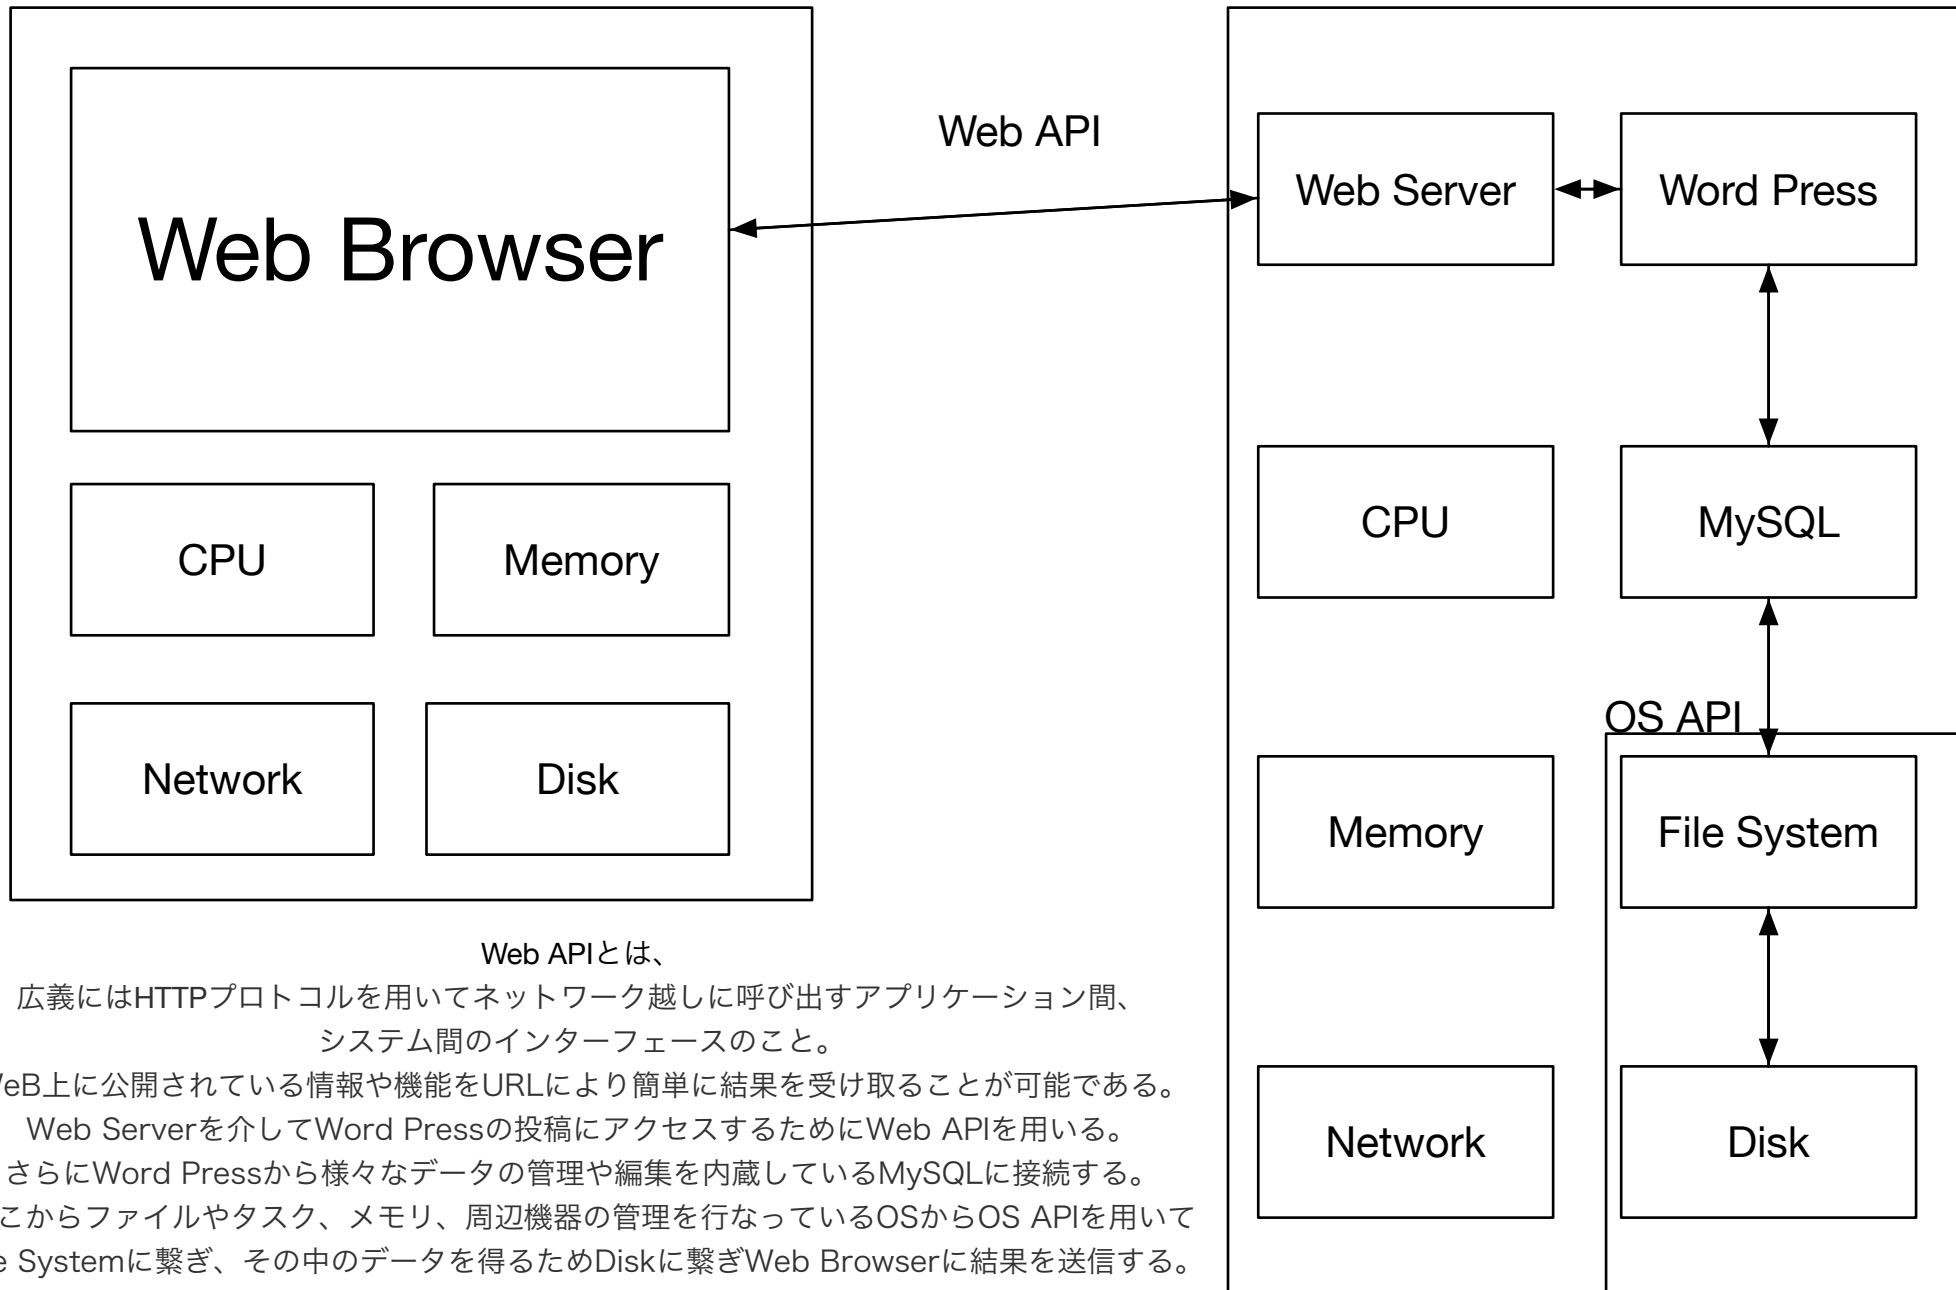 Web API
Web Browser
Web Server
Word Press
CPU
Memory
CPU
MySQL
Network
Disk
OS API
Memory
File System
Network
Disk
Web APIとは、
広義にはHTTPプロトコルを用いてネットワーク越しに呼び出すアプリケーション間、
システム間のインターフェースのこと。
eB上に公開されている情報や機能をURLにより簡単に結果を受け取ることが可能である。
Web Serverを介してWord Pressの投稿にアクセスするためにWeb APIを用いる。
さらにWord Pressから様々なデータの管理や編集を内蔵しているMySQLに接続する。
こからファイルやタスク、メモリ、周辺機器の管理を行なっているOSからOS APIを用いて
e Systemに繋ぎ、その中のデータを得るためDiskに繋ぎWeb Browserに結果を送信する。